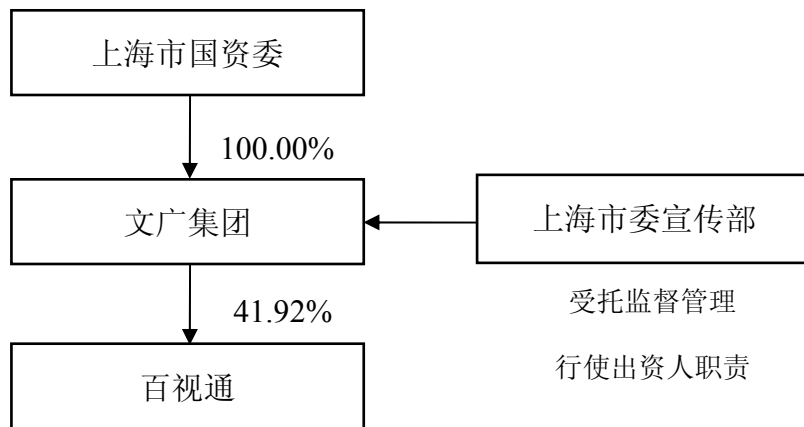 上海市国资委
100.00%
文广集团
上海市委宣传部
41.92%
受托监督管理
行使出资人职责
百视通